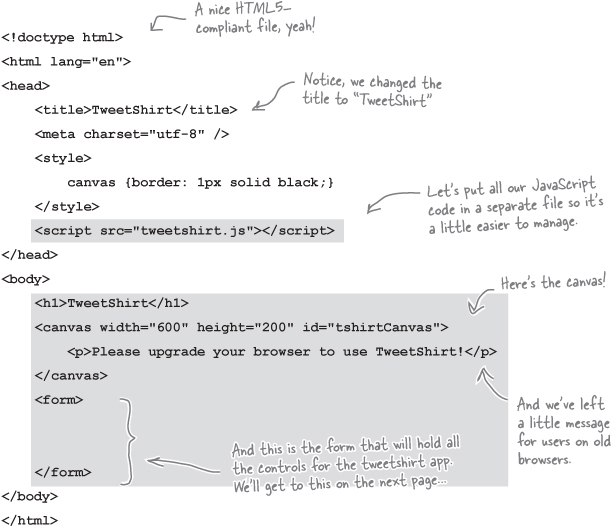 A nice HTML5_
compliant file, yeah!
<!doctype html>
<html lang="en">
<head>
Notice, we changed the
title to “TweetShirt”
<title>TweetShirt</title>
<meta charset="utf-8" />
<style>
canvas {border: 1px solid black;}
</style>
Let's put all our JavaScript
code in a separate file so it's
a little easier to manage.
<script src="tweetshirt.js"></script>
</head>
<body>
Here's the canvas!
<h1>TweetShirt</h1>
<canvas width="600" height="200" id="tshirtCanvas">
<p>Please upgrade your browser to use TweetShirt!</p>
</canvas>
And we've left
a little message
for users on old
browsers.
<form>
And this is the form that will hold all
the controls for the tweetshirt app.
We'll get to this on the next page...
</form>
</body>
</html>